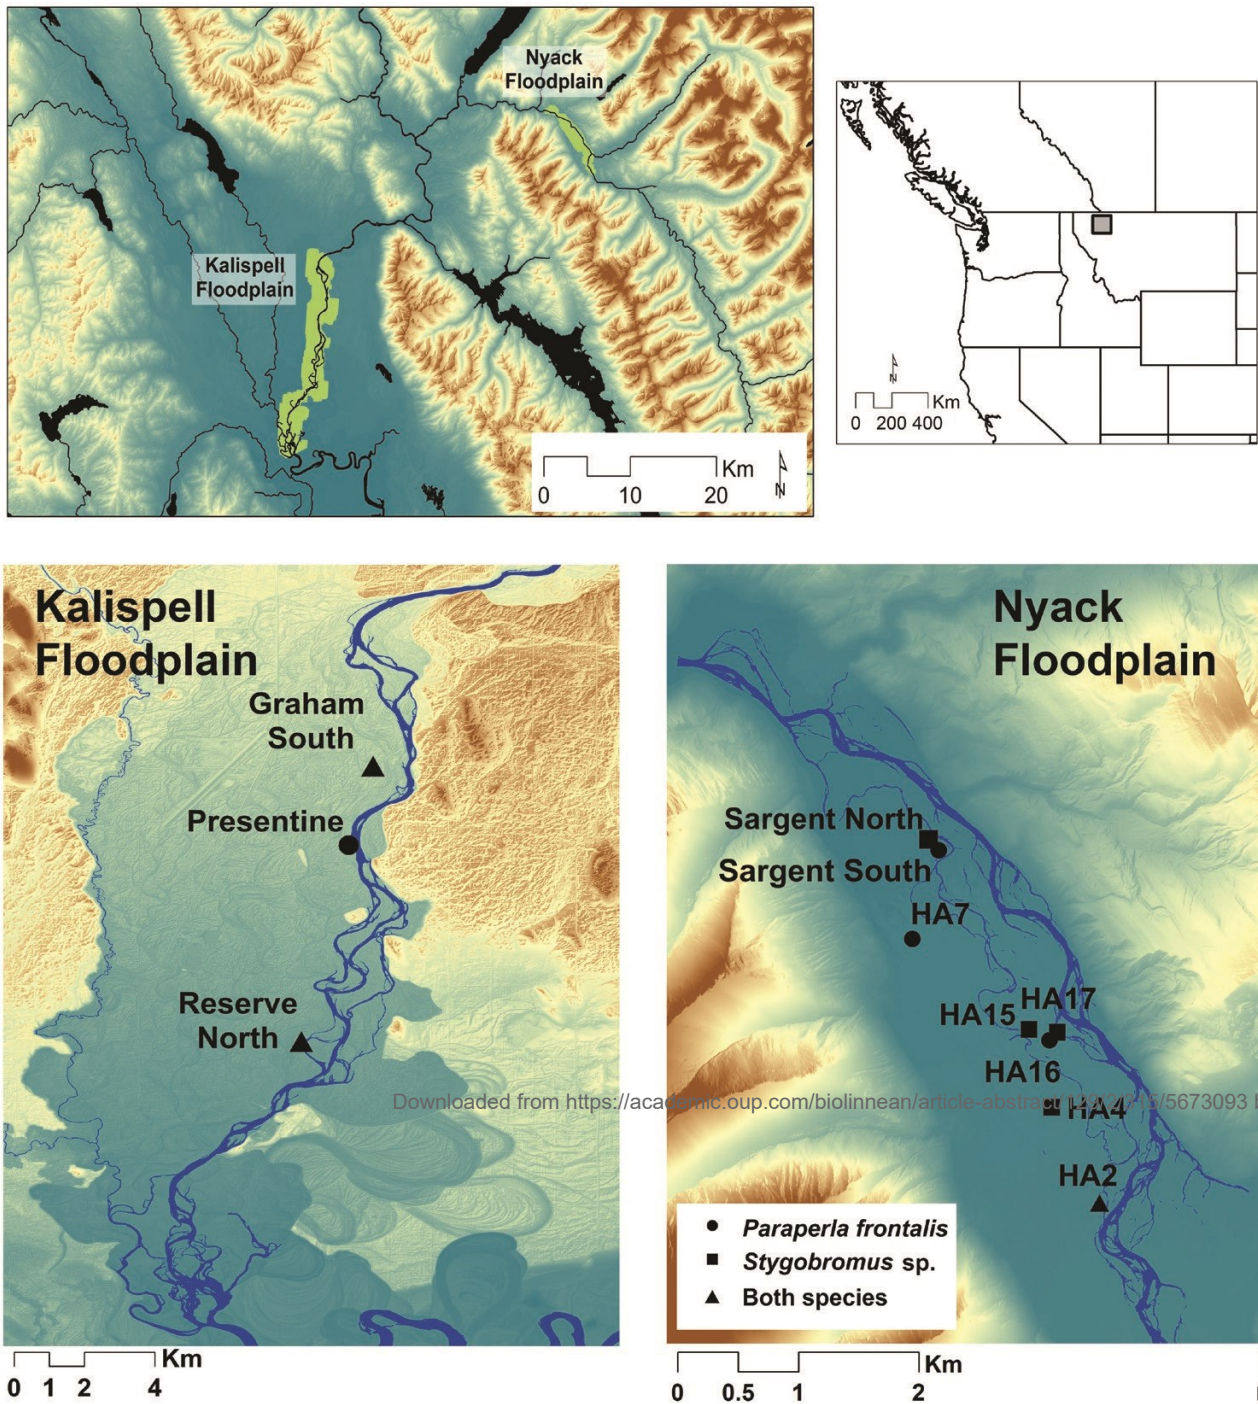 Nyack
Floodplain
Kalispell
Floodplain
Km
0 10 20
N
N
Km
0 200 400
Kalispell
Floodplain
Graham
South
Presentine
Reserve
North
Km
0 1 2 4
Nyack
Floodplain
Sargent North
Sargent South
HA7
HA17
HA15
HA16
HA4
HA2
Paraperla frontalis
Stygobromus sp.
Both species
Km
0 0.5 1 2
Downloaded from https://academic.oup.com/biolinnean/article-abstract/